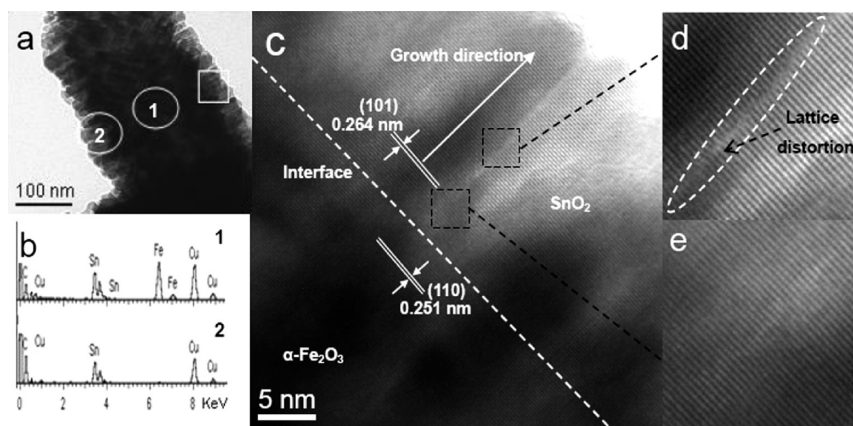 a
1
2
100 nm
b
1
Sn
Fe
Cu
C
Cu
Sn
Fe
Cu
2
C
Cu
Sn
Cu
Cu
0 2 4 6 8 KeV
c
Growth direction
(101)
0.264 nm
Interface
SnO₂
(110)
0.251 nm
α-Fe₂O₃
5 nm
d
Lattice
distortion
e